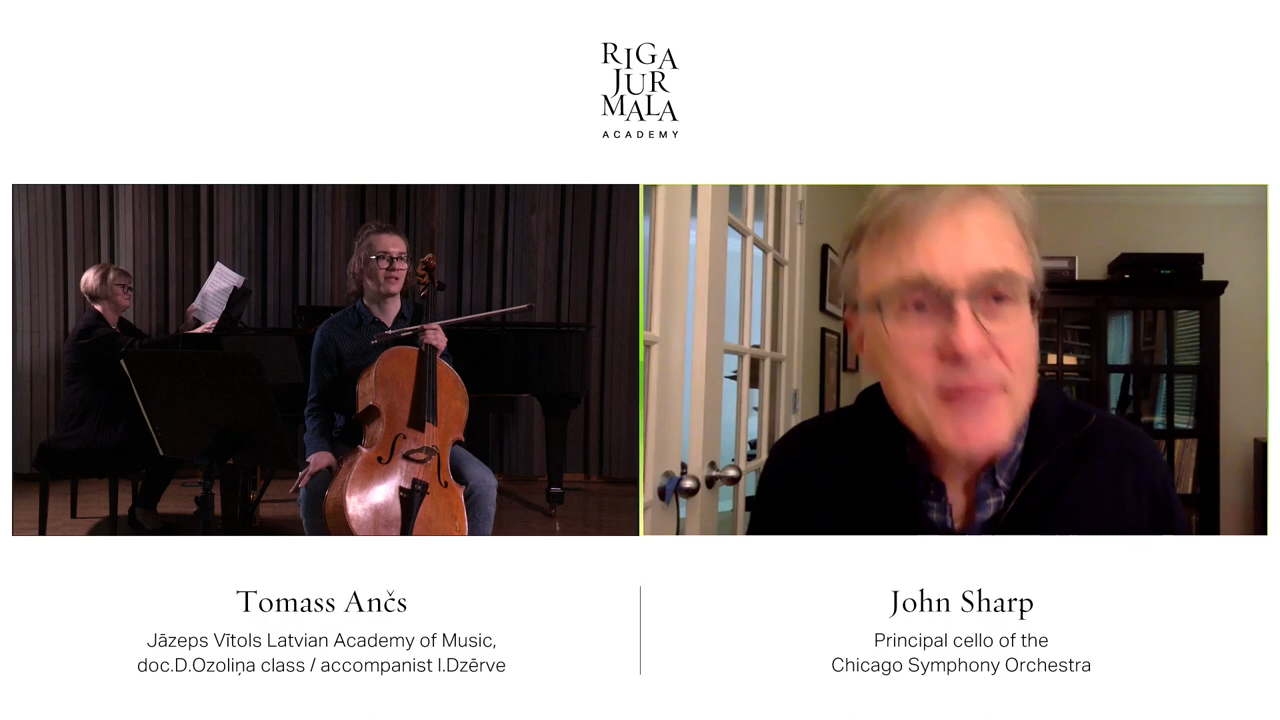 RIGA
JUR
MALA
ACADEMY
Tomass Ančs
Jāzeps Vītols Latvian Academy of Music,
doc.D.Ozoliņa class / accompanist I.Dzērve
John Sharp
Principal cello of the
Chicago Symphony Orchestra